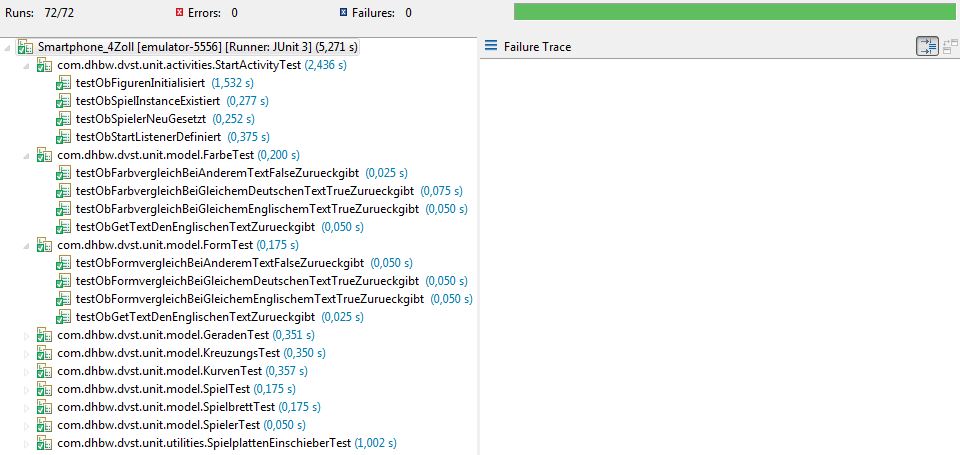 Runs: 72/72 Errors: 0 Failures: 0
Smartphone_4Zoll [emulator-5556] [Runner: JUnit 3] (5,271 s)
Failure Trace
com.dhbw.dvst.unit.activities.StartActivityTest (2,436 s)
testObFigurenInitialisiert (1,532 s)
testObSpielInstanceExistiert (0,277 s)
testObSpielerNeuGesetzt (0,252 s)
testObStartListenerDefiniert (0,375 s)
com.dhbw.dvst.unit.model.FarbeTest (0,200 s)
testObFarbvergleichBeiAnderemTextFalseZurueckgibt (0,025 s)
testObFarbvergleichBeiGleichemDeutschenTextTrueZurueckgibt (0,075 s)
testObFarbvergleichBeiGleichemEnglischemTextTrueZurueckgibt (0,050 s)
testObGetTextDenEnglischenTextZurueckgibt (0,050 s)
com.dhbw.dvst.unit.model.FormTest (0,175 s)
testObFormvergleichBeiAnderemTextFalseZurueckgibt (0,050 s)
testObFormvergleichBeiGleichemDeutschenTextTrueZurueckgibt (0,050 s)
testObFormvergleichBeiGleichemEnglischemTextTrueZurueckgibt (0,050 s)
testObGetTextDenEnglischenTextZurueckgibt (0,025 s)
com.dhbw.dvst.unit.model.GeradenTest (0,351 s)
com.dhbw.dvst.unit.model.KreuzungsTest (0,350 s)
com.dhbw.dvst.unit.model.KurvenTest (0,357 s)
com.dhbw.dvst.unit.model.SpielTest (0,175 s)
com.dhbw.dvst.unit.model.SpielbrettTest (0,175 s)
com.dhbw.dvst.unit.model.SpielerTest (0,050 s)
com.dhbw.dvst.unit.utilities.SpielplattenEinschieberTest (1,002 s)